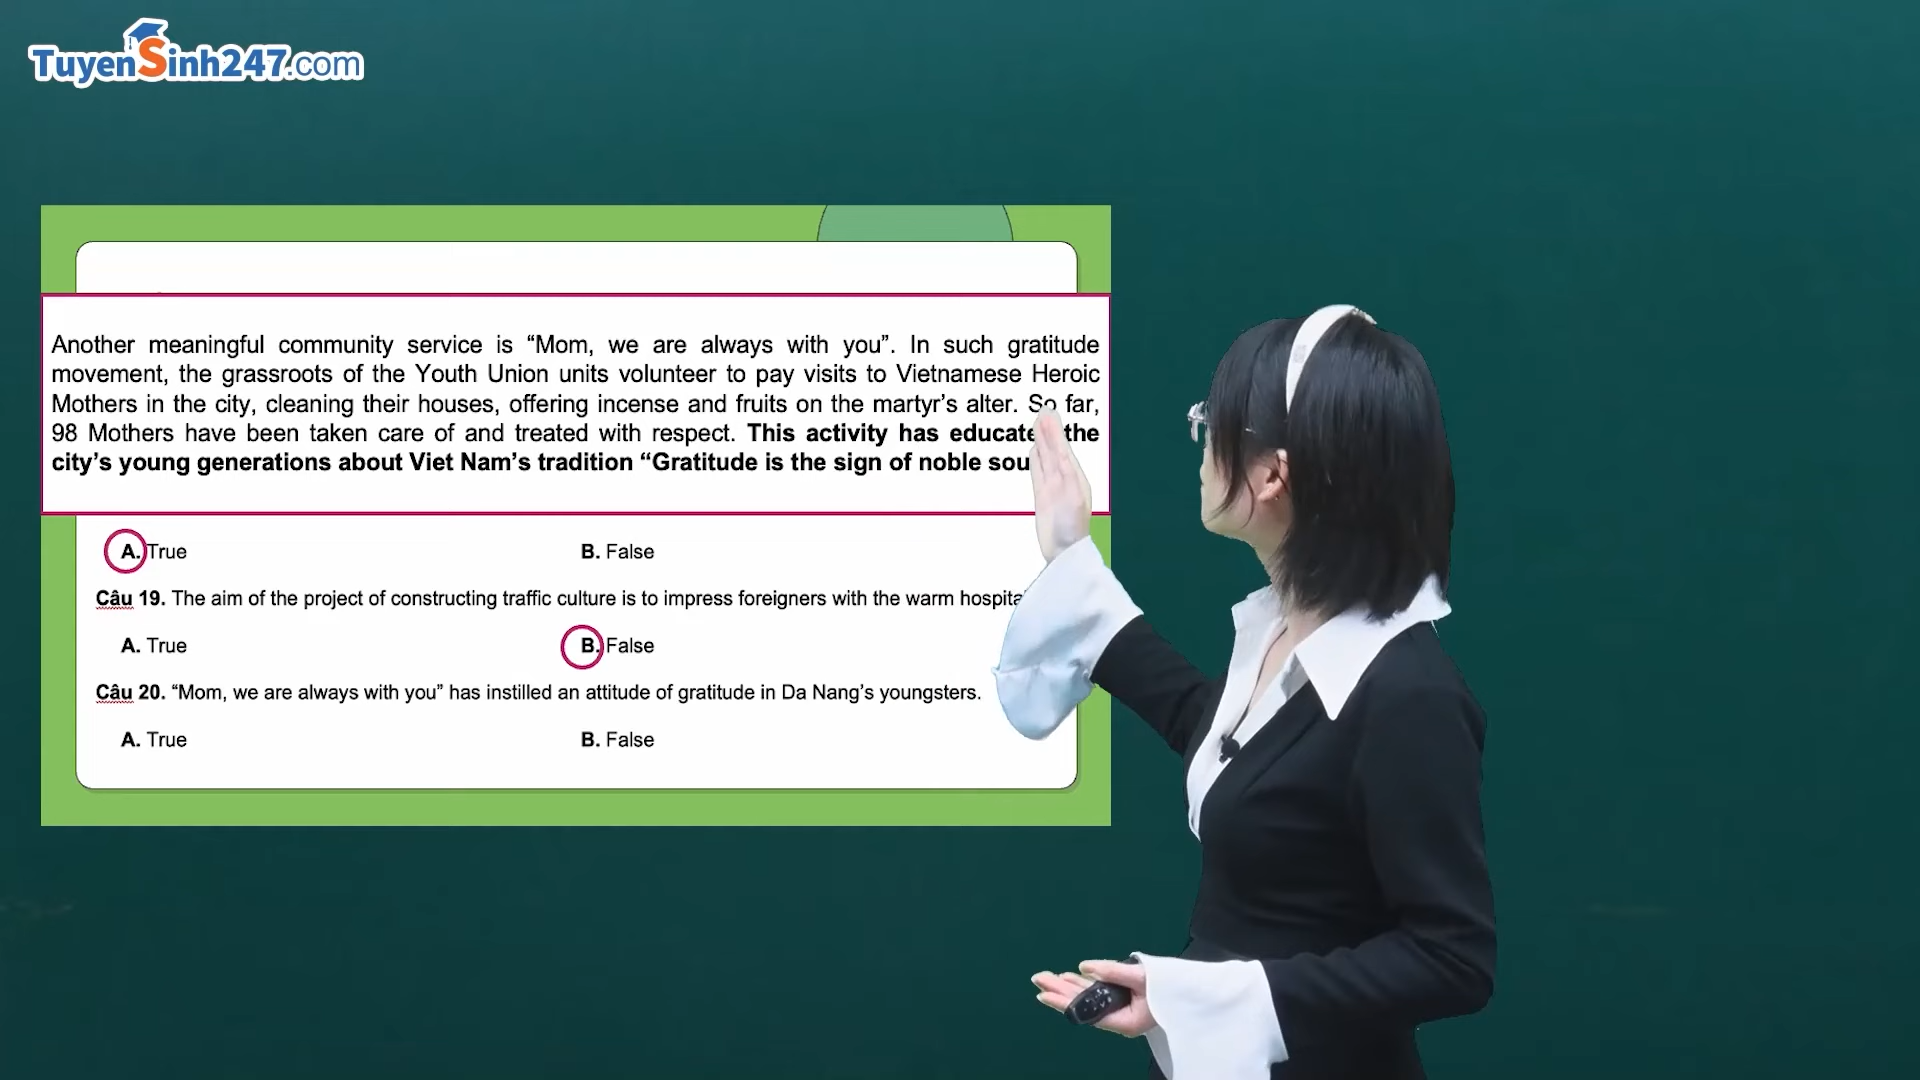 TuyenSinh247.com
Another meaningful community service is “Mom, we are always with you”. In such gratitude
movement, the grassroots of the Youth Union units volunteer to pay visits to Vietnamese Heroic
Mothers in the city, cleaning their houses, offering incense and fruits on the martyr’s alter. So far,
98 Mothers have been taken care of and treated with respect. This activity has the
city’s young generations about Viet Nam’s tradition “Gratitude is the sign of noble
A. True B. False
Câu 19. The aim of the project of constructing traffic culture is to impress foreigners with the warm
A. True B. False
Câu 20. “Mom, we are always with you” has instilled an attitude of gratitude in Da Nang’s youngsters.
A. True B. False